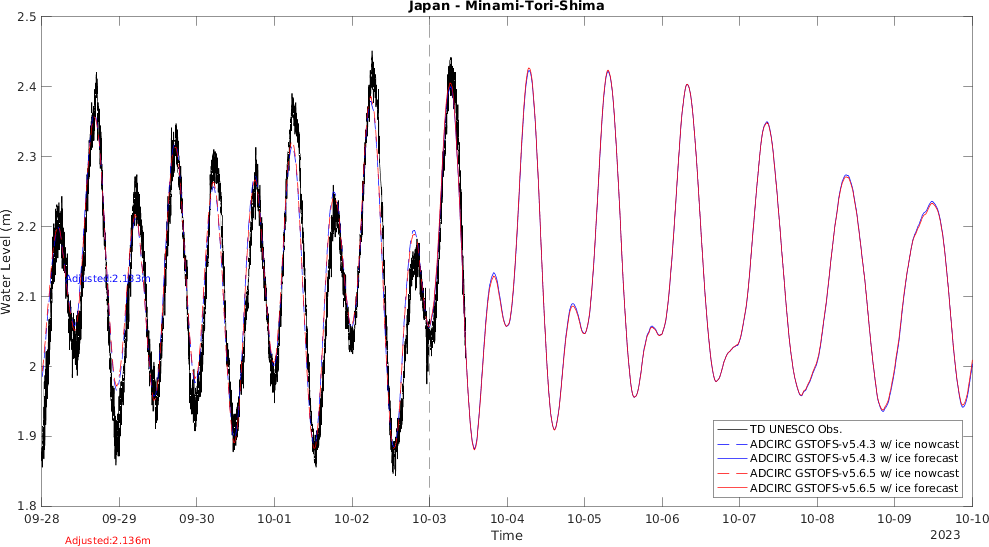 Japan - Minami-Tori-Shima
Water Level (m)
2.5
2.4
2.3
2.2
2.1
2
1.9
1.8
Adjusted:2.133m
TD UNESCO Obs.
ADCIRC GSTOFS-v5.4.3 w/ ice nowcast
ADCIRC GSTOFS-v5.4.3 w/ ice forecast
ADCIRC GSTOFS-v5.6.5 w/ ice nowcast
ADCIRC GSTOFS-v5.6.5 w/ ice forecast
09-28 09-29 09-30 10-01 10-02 10-03 10-04 10-05 10-06 10-07 10-08 10-09 10-10
Time
2023
Adjusted:2.136m